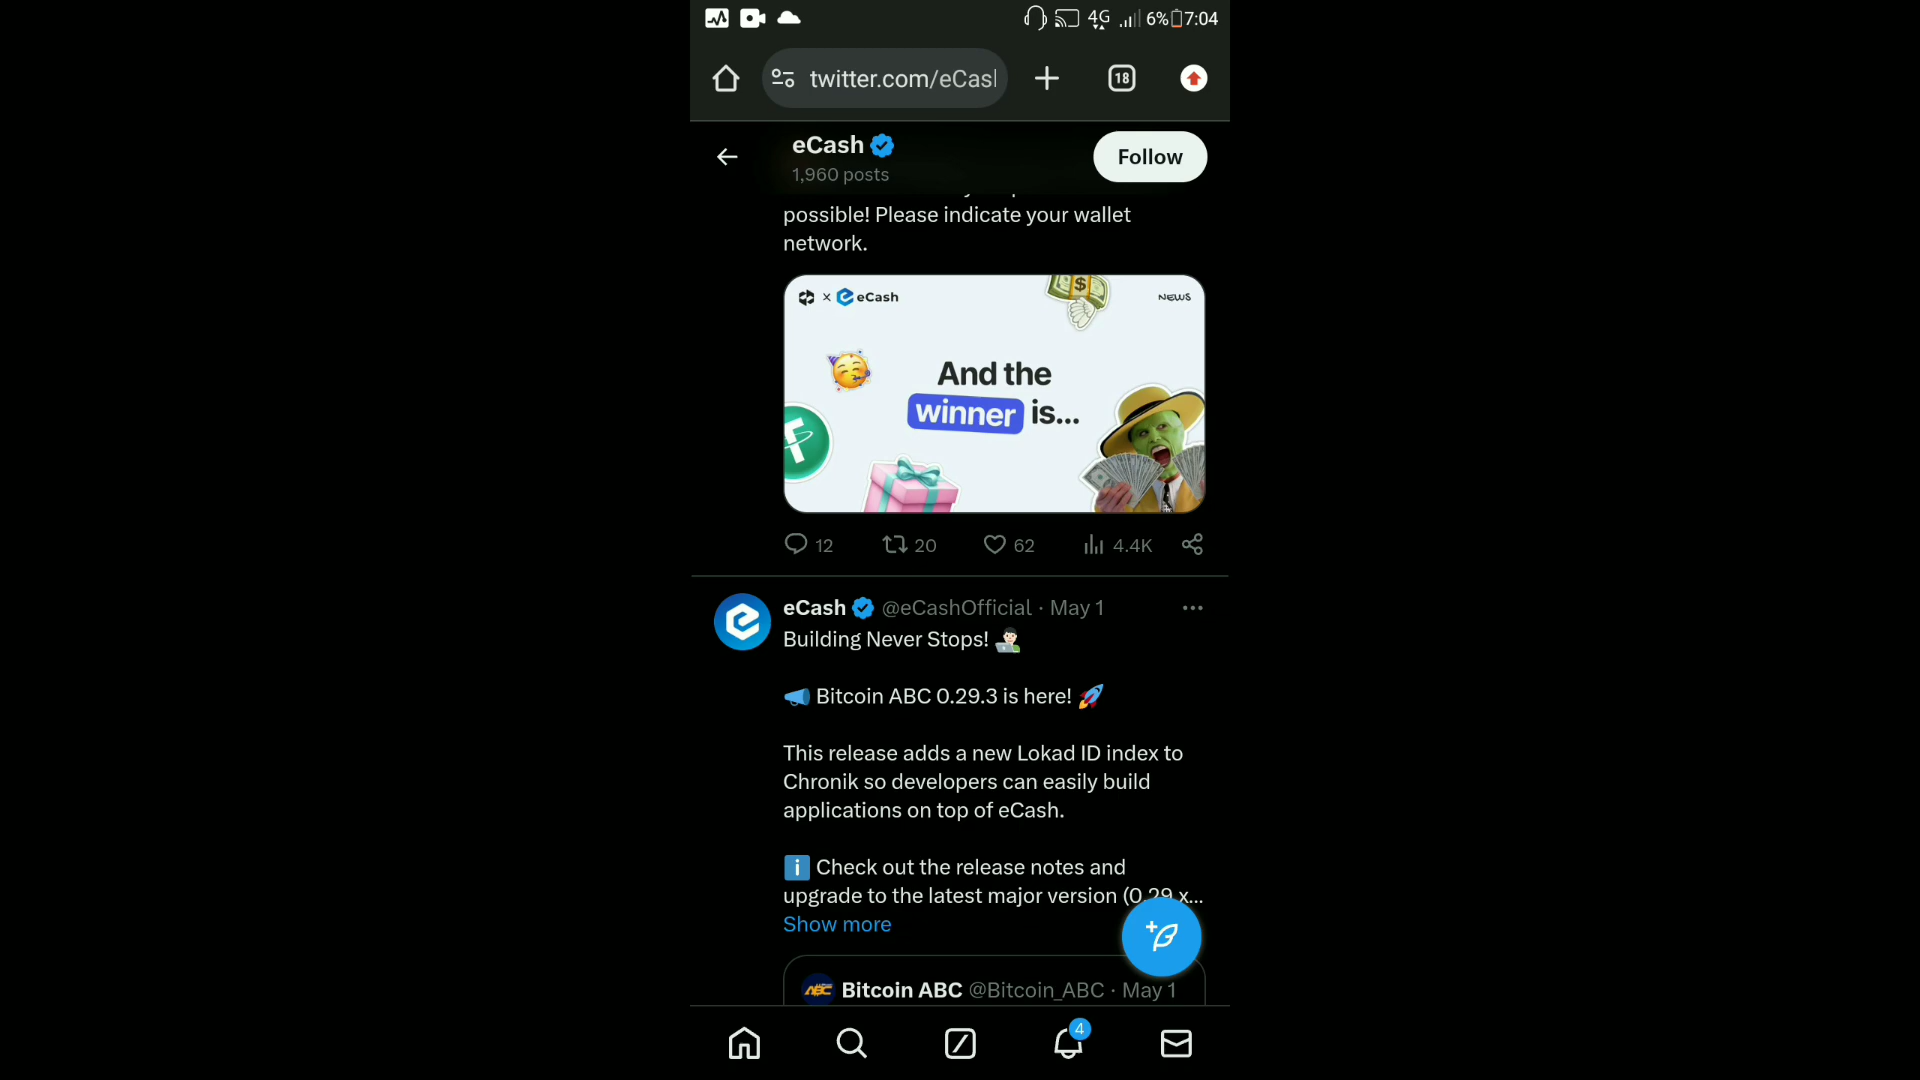 4G 6% 7:04
twitter.com/eCas
18
eCash
1,960 posts
Follow
possible! Please indicate your wallet
network.
x eCash
NEWS
And the
winner is...
12 20 62 4.4K
eCash @eCashOfficial · May 1
Building Never Stops!
Bitcoin ABC 0.29.3 is here!
This release adds a new Lokad ID index to
Chronik so developers can easily build
applications on top of eCash.
Check out the release notes and
upgrade to the latest major version (0.29.x...
Show more
ABC Bitcoin ABC @Bitcoin_ABC · May 1
4